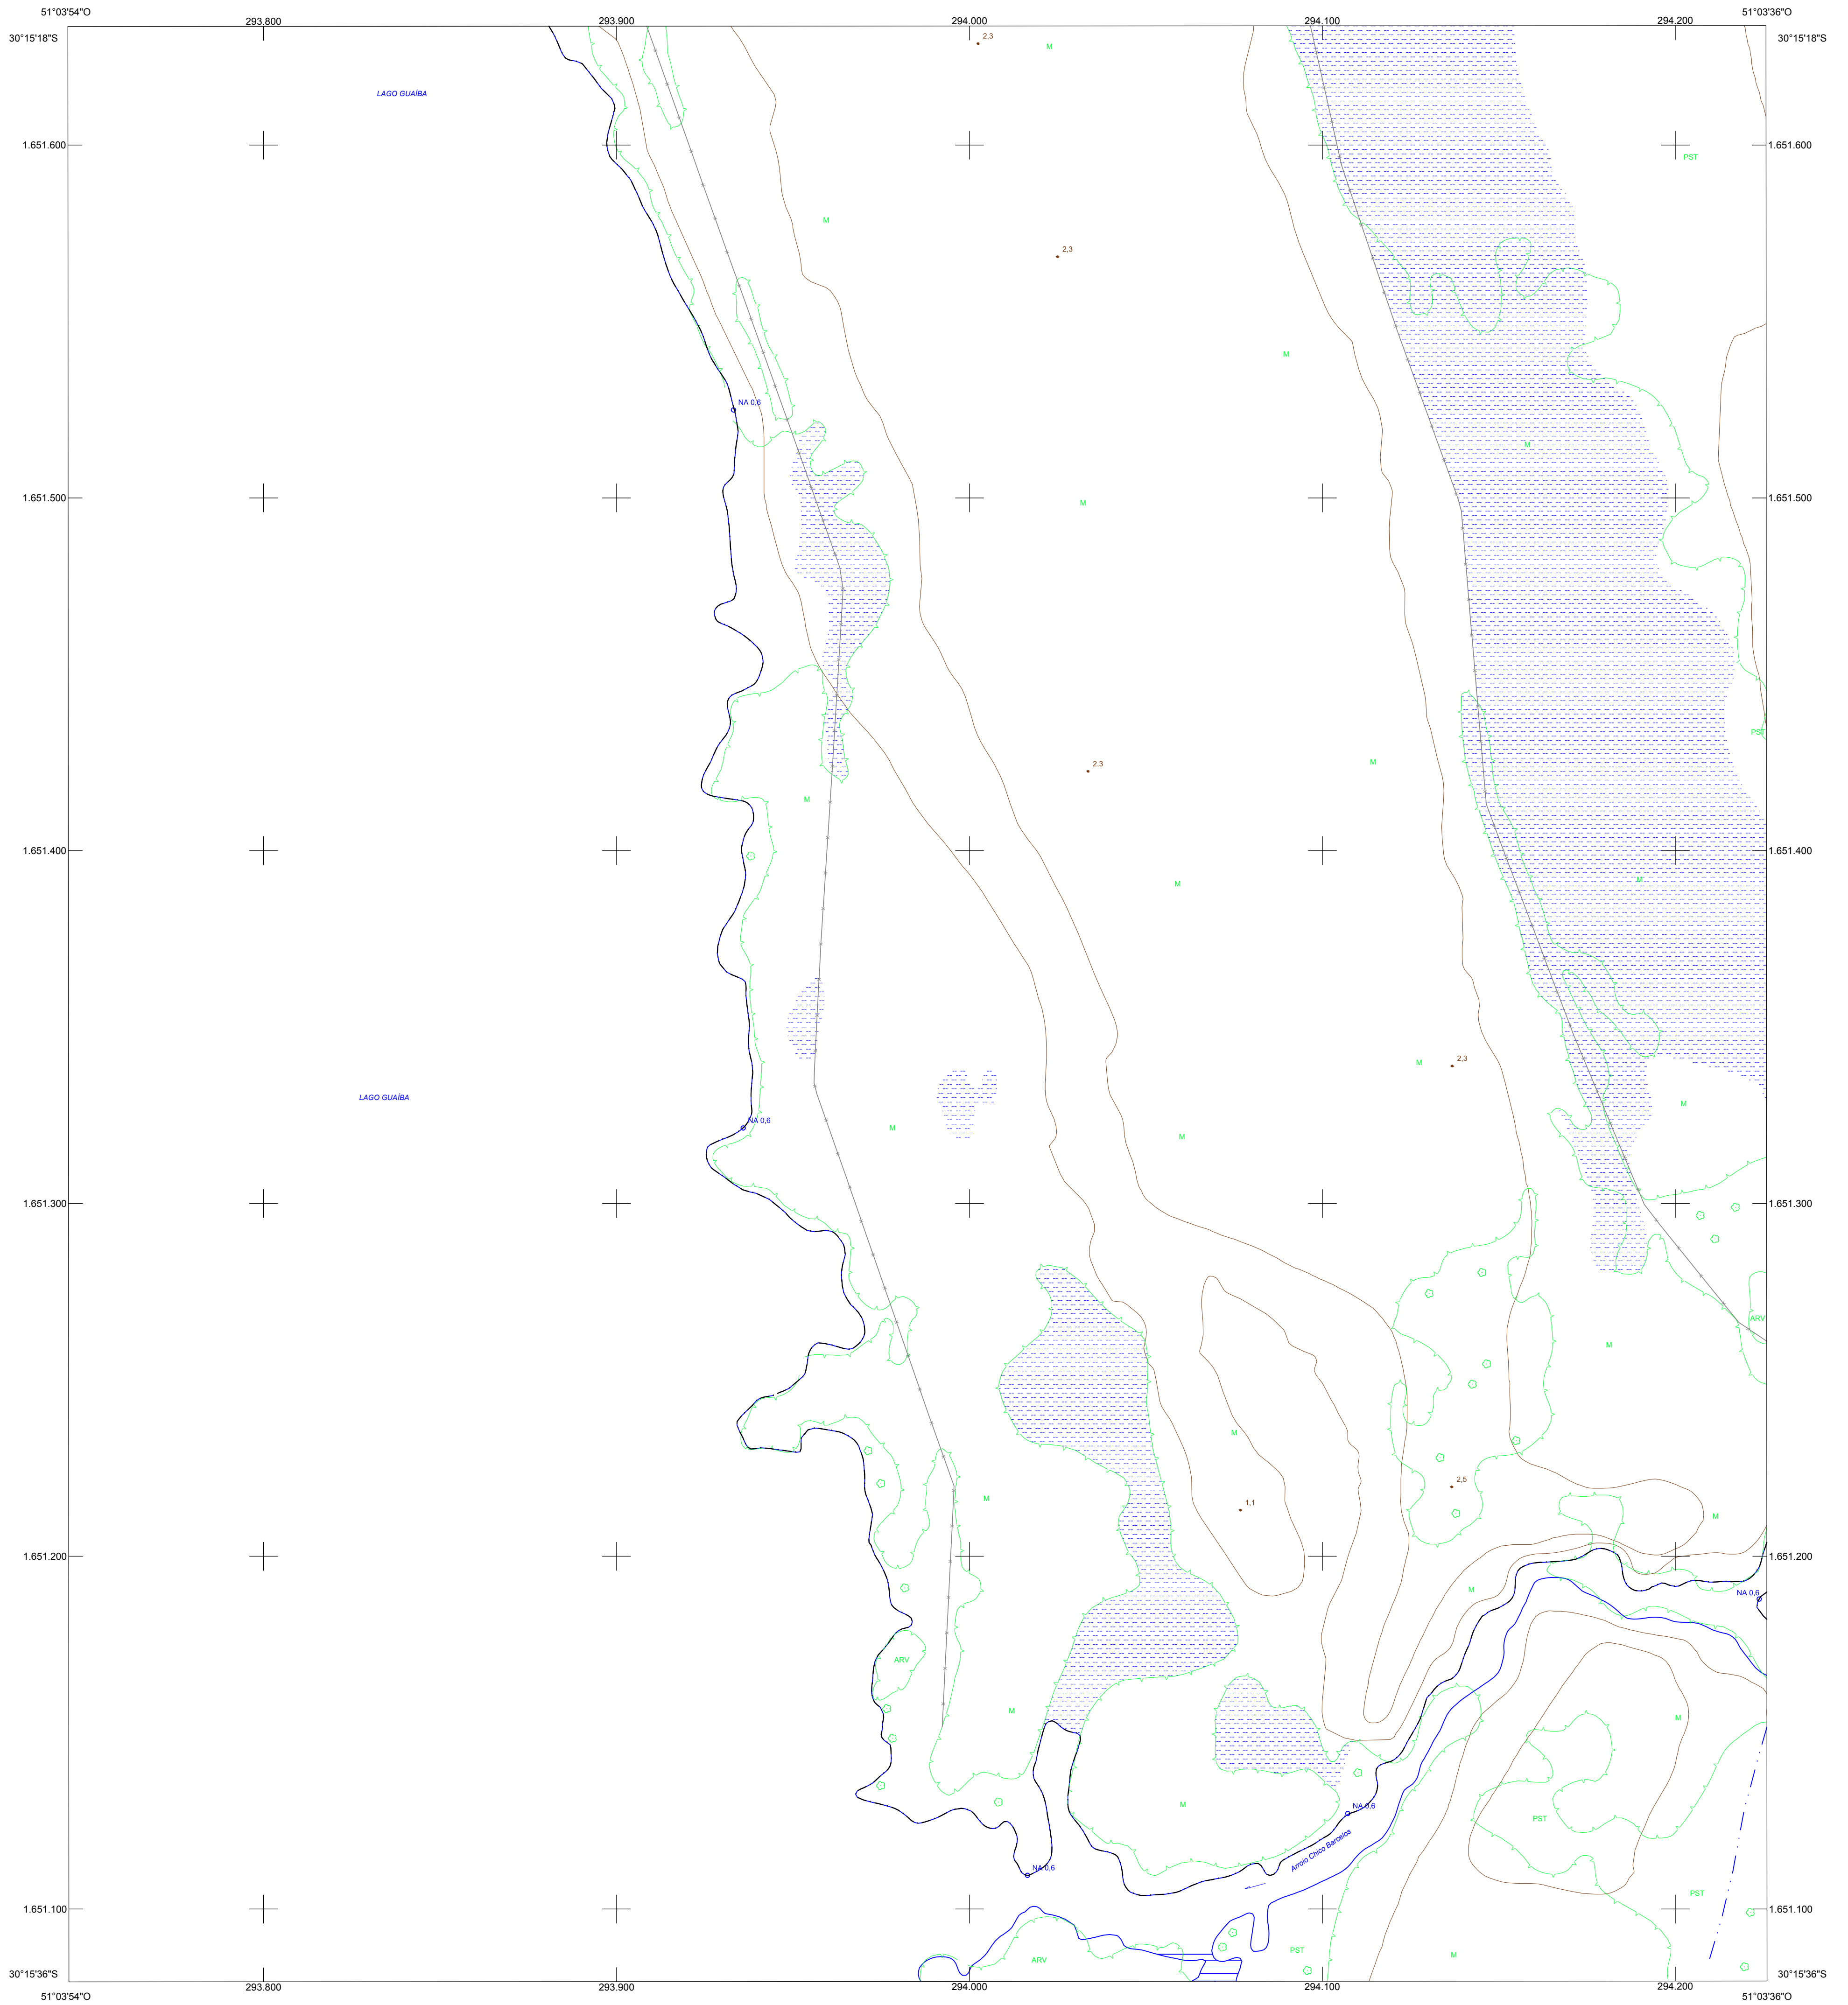 51°03'54"O
293.800
293.900
294.000
294.100
294.200
51°03'36"O
30°15'18"S
30°15'18"S
2,3
M
LAGO GUAÍBA
1.651.600
1.651.600
PST
M
2,3
M
NA 0,6
M
1.651.500
M
1.651.500
PST
2,3
M
M
1.651.400
1.651.400
M
M
2,3
M
LAGO GUAÍBA
M
NA 0,6
M
M
1.651.300
1.651.300
ARV
M
M
2,5
M
1,1
M
1.651.200
1.651.200
M
NA 0,6
ARV
M
M
M
NA 0,6
PST
Arroio Chico Barcelos
NA 0,6
PST
1.651.100
1.651.100
PST
M
ARV
30°15'36"S
30°15'36"S
51°03'54"O
293.800
293.900
294.000
294.100
294.200
51°03'36"O